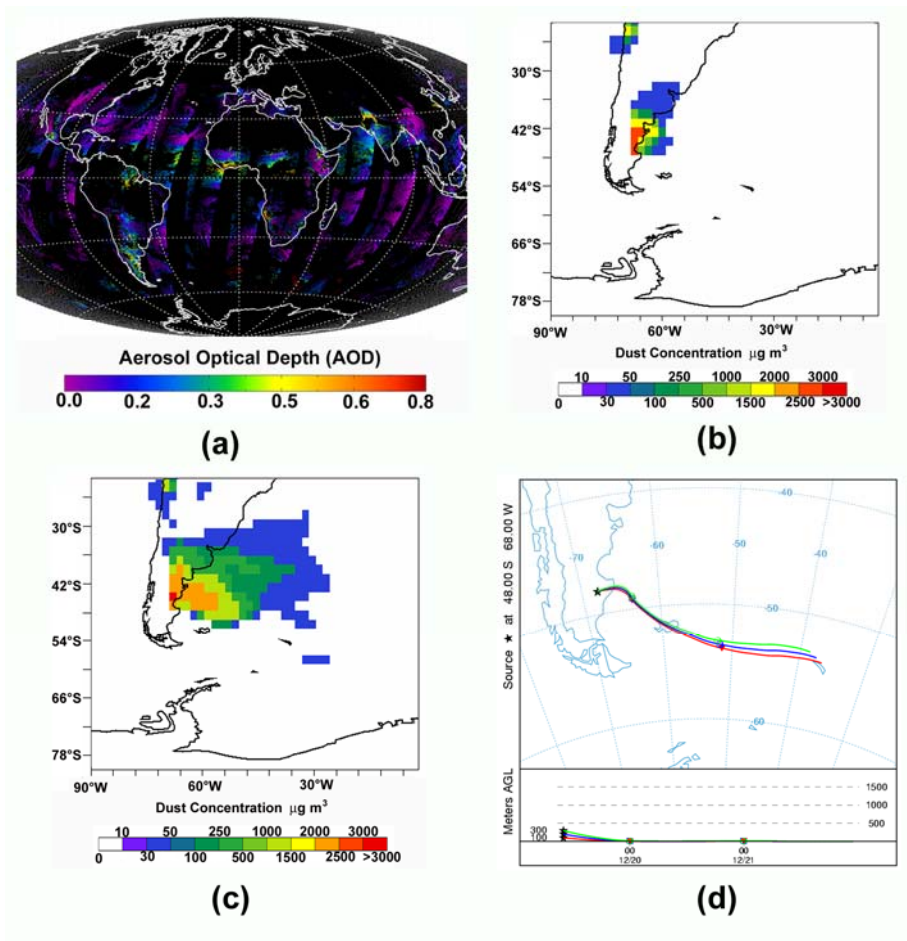 Aerosol Optical Depth (AOD)
0.0 0.2 0.3 0.5 0.6 0.8
(a)
30°S
42°S
54°S
66°S
78°S
90°W 60°W 30°W
Dust Concentration μg m³
10 50 250 1000 2000 3000
0 30 100 500 1500 2500 >3000
(b)
30°S
42°S
54°S
66°S
78°S
90°W 60°W 30°W
Dust Concentration μg m³
10 50 250 1000 2000 3000
0 30 100 500 1500 2500 >3000
(c)
Source ★ at 48.00 S 68.00 W
-40
-50
-40
-60
-70
-50
-60
Meters AGL
1500
1000
500
300
100
00 00
12/20 12/21
(d)